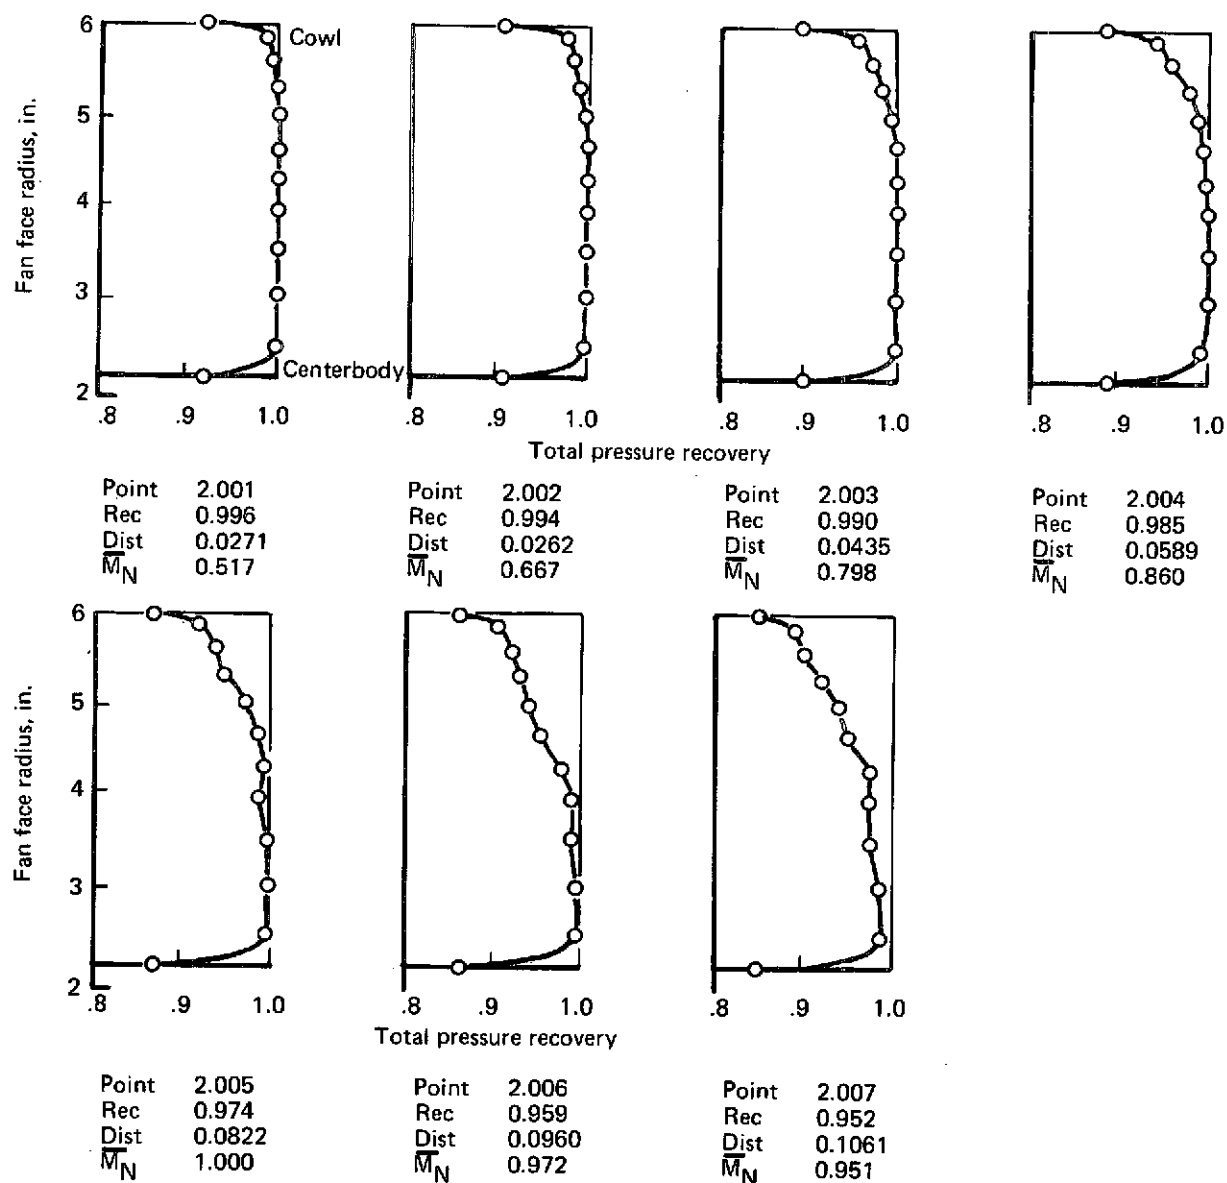 6
5
4
3
2
Fan face radius, in.
Cowl
Centerbody
.8 .9 1.0
.8 .9 1.0
.8 .9 1.0
.8 .9 1.0
Total pressure recovery
Point 2.001
Rec 0.996
Dist 0.0271
M̅N 0.517
Point 2.002
Rec 0.994
Dist 0.0262
M̅N 0.667
Point 2.003
Rec 0.990
Dist 0.0435
M̅N 0.798
Point 2.004
Rec 0.985
Dist 0.0589
M̅N 0.860
6
5
4
3
2
Fan face radius, in.
.8 .9 1.0
.8 .9 1.0
.8 .9 1.0
Total pressure recovery
Point 2.005
Rec 0.974
Dist 0.0822
M̅N 1.000
Point 2.006
Rec 0.959
Dist 0.0960
M̅N 0.972
Point 2.007
Rec 0.952
Dist 0.1061
M̅N 0.951